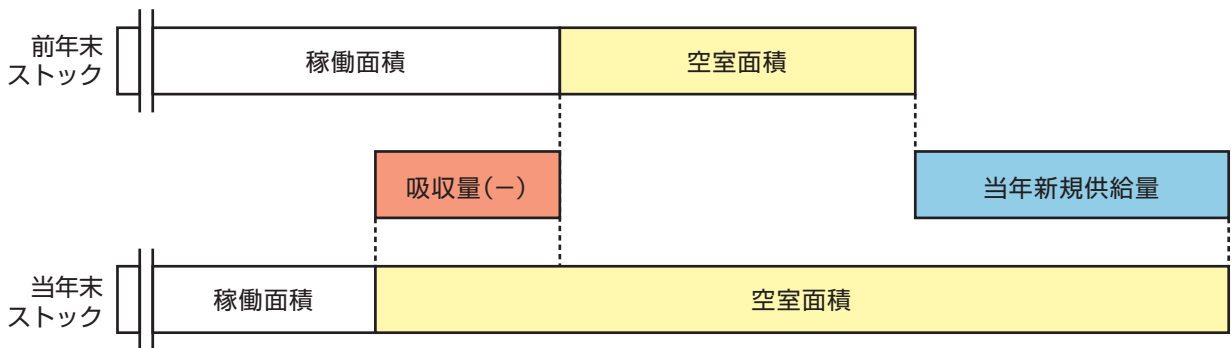 前年末
ストック
稼働面積
空室面積
吸収量(－)
当年新規供給量
当年末
ストック
稼働面積
空室面積